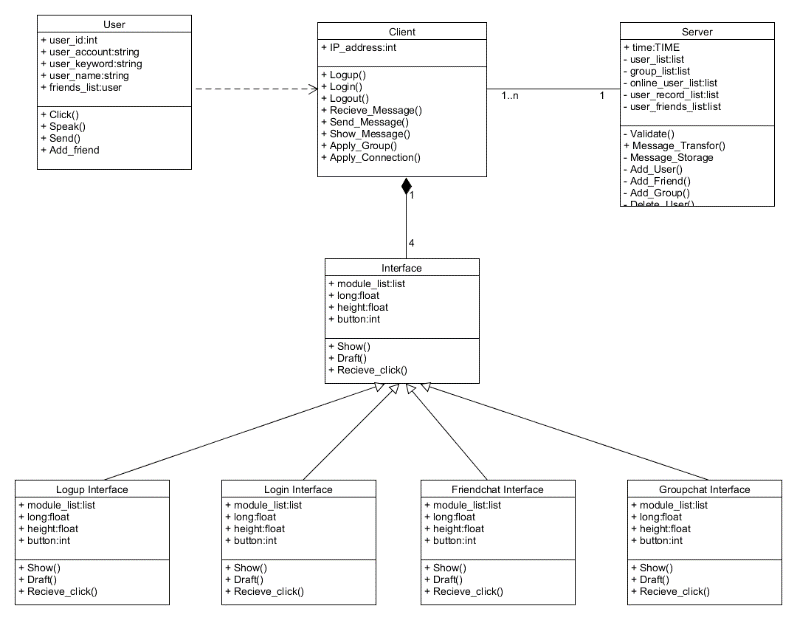 User
+ user_id:int
+ user_account:string
+ user_keyword:string
+ user_name:string
+ friends_list:user
+ Click()
+ Speak()
+ Send()
+ Add_friend
Client
+ IP_address:int
+ Logup()
+ Login()
+ Logout()
+ Recieve_Message()
+ Send_Message()
+ Show_Message()
+ Apply_Group()
+ Apply_Connection()
1..n
1
Server
+ time:TIME
- user_list:list
- group_list:list
- online_user_list:list
- user_record_list:list
- user_friends_list:list
- Validate()
+ Message_Transfor()
- Message_Storage
- Add_User()
- Add_Friend()
- Add_Group()
- Delete_User()
1
4
Interface
+ module_list:list
+ long:float
+ height:float
+ button:int
+ Show()
+ Draft()
+ Recieve_click()
Logup Interface
+ module_list:list
+ long:float
+ height:float
+ button:int
+ Show()
+ Draft()
+ Recieve_click()
Login Interface
+ module_list:list
+ long:float
+ height:float
+ button:int
+ Show()
+ Draft()
+ Recieve_click()
Friendchat Interface
+ module_list:list
+ long:float
+ height:float
+ button:int
+ Show()
+ Draft()
+ Recieve_click()
Groupchat Interface
+ module_list:list
+ long:float
+ height:float
+ button:int
+ Show()
+ Draft()
+ Recieve_click()